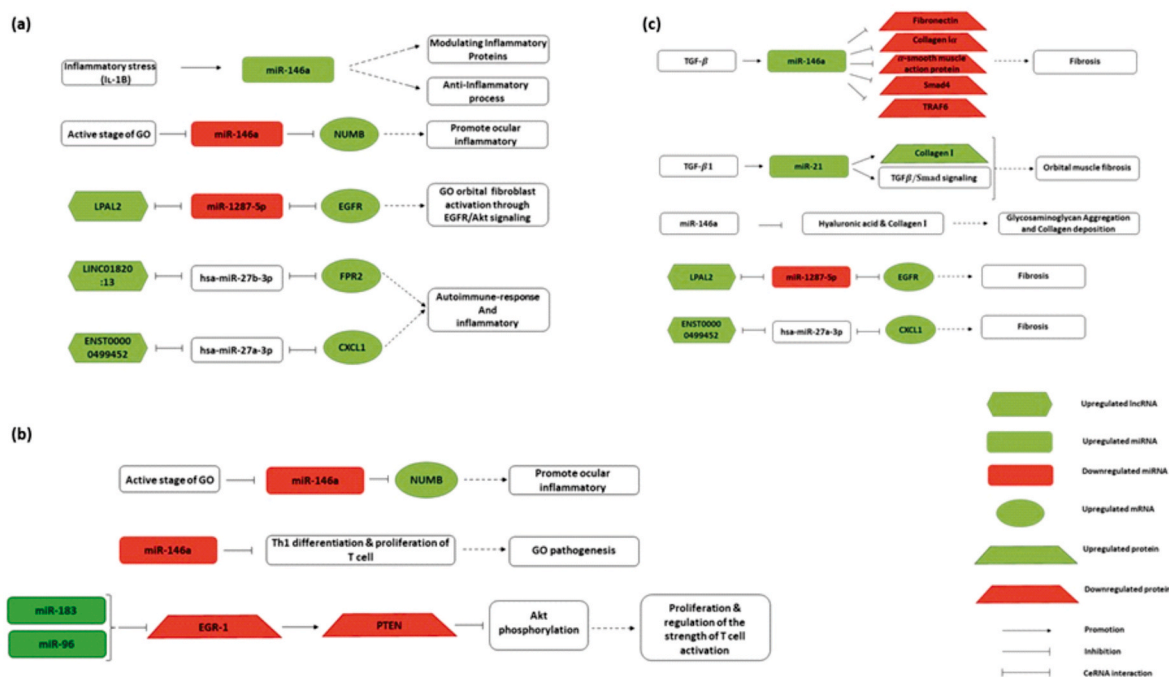 (a)
Inflammatory stress
(IL-1B)
miR-146a
Modulating Inflammatory
Proteins
Anti-Inflammatory
process
Active stage of GO
miR-146a
NUMB
Promote ocular
inflammatory
LPAL2
miR-1287-5p
EGFR
GO orbital fibroblast
activation through
EGFR/Akt signaling
LINC01820
:13
hsa-miR-27b-3p
FPR2
Autoimmune-response
And
inflammatory
ENST0000
0499452
hsa-miR-27a-3p
CXCL1
(b)
Active stage of GO
miR-146a
NUMB
Promote ocular
inflammatory
miR-146a
Th1 differentiation & proliferation of
T cell
GO pathogenesis
miR-183
miR-96
EGR-1
PTEN
Akt
phosphorylation
Proliferation &
regulation of the
strength of T cell
activation
(c)
TGF-β
miR-146a
Fibronectin
Collagen Iα
α-smooth muscle
action protein
Smad4
TRAF6
Fibrosis
TGF-β1
miR-21
Collagen I
TGFβ/Smad signaling
Orbital muscle fibrosis
miR-146a
Hyaluronic acid & Collagen I
Glycosaminoglycan Aggregation
and Collagen deposition
LPAL2
miR-1287-5p
EGFR
Fibrosis
ENST0000
0499452
hsa-miR-27a-3p
CXCL1
Fibrosis
Upregulated lncRNA
Upregulated miRNA
Downregulated miRNA
Upregulated mRNA
Upregulated protein
Downregulated protein
Promotion
Inhibition
CeRNA interaction